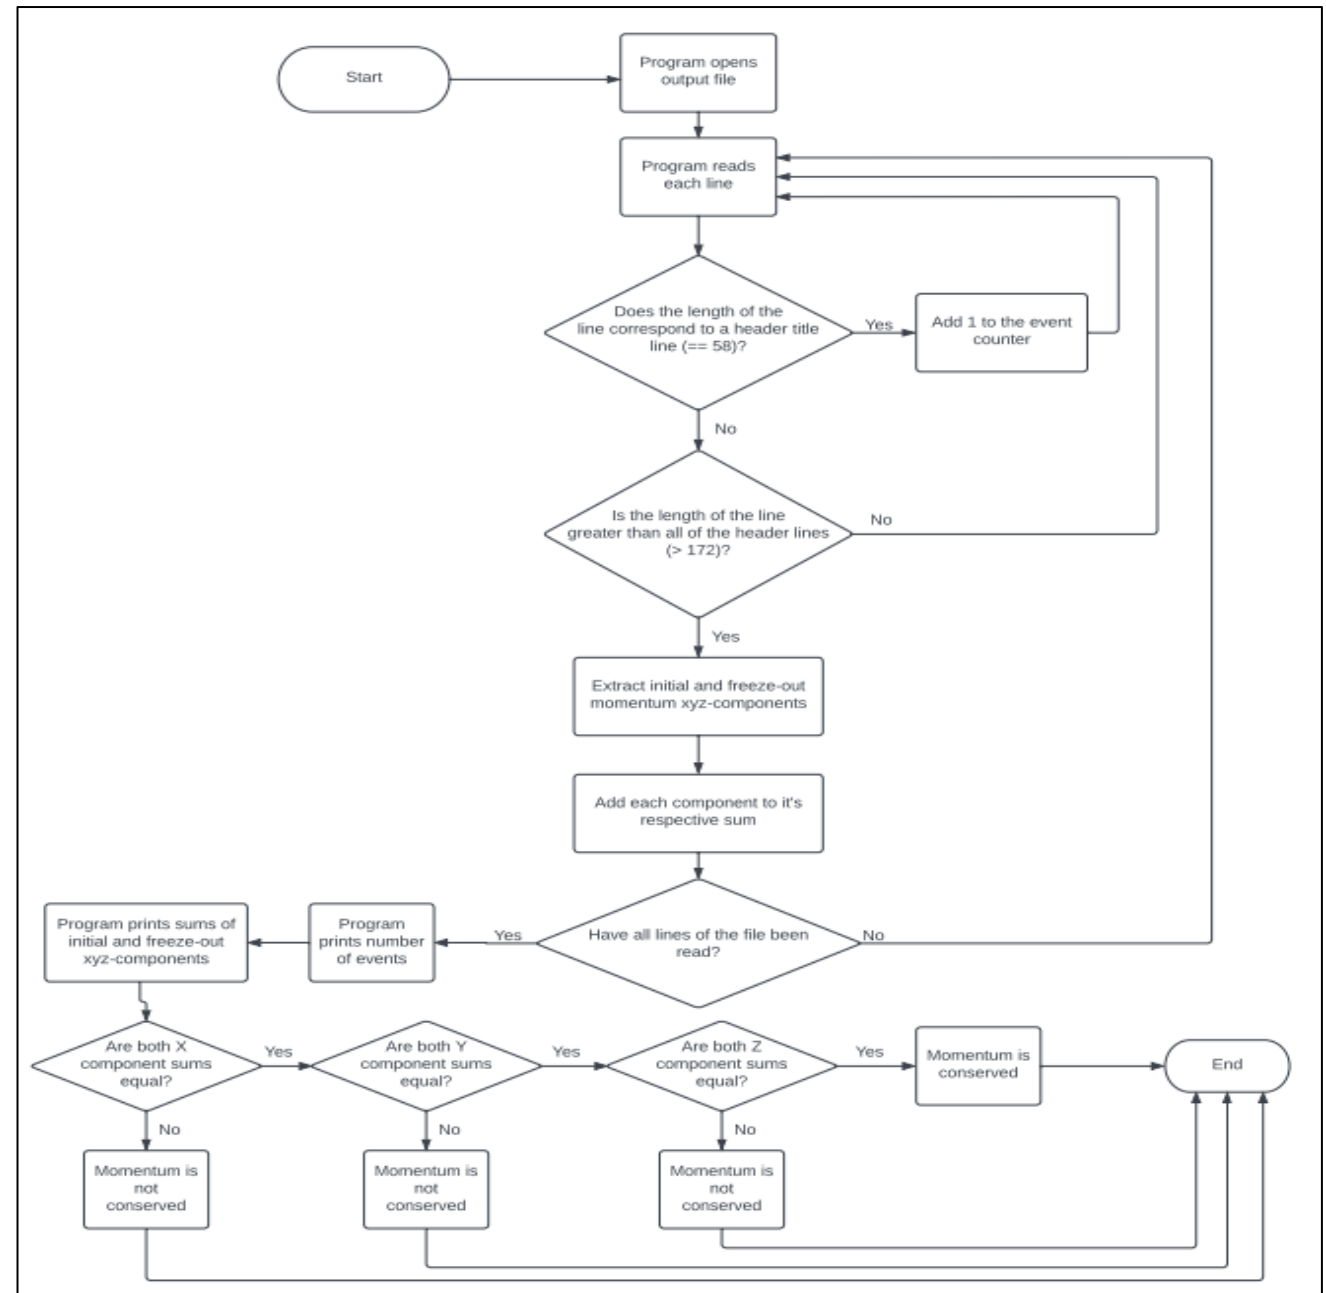 Start
Program opens
output file
Program reads
each line
Does the length of the
line correspond to a header title
line (== 58)?
Yes
Add 1 to the event
counter
No
Is the length of the line
greater than all of the header lines
(> 172)?
No
Yes
Extract initial and freeze-out
momentum xyz-components
Add each component to it's
respective sum
Have all lines of the file been
read?
No
Yes
Program
prints number
of events
Program prints sums of
initial and freeze-out
xyz-components
Are both X
component sums
equal?
Yes
Are both Y
component sums
equal?
Yes
Are both Z
component sums
equal?
Yes
Momentum is
conserved
End
No
Momentum is
not
conserved
No
Momentum is
not
conserved
No
Momentum is
not
conserved